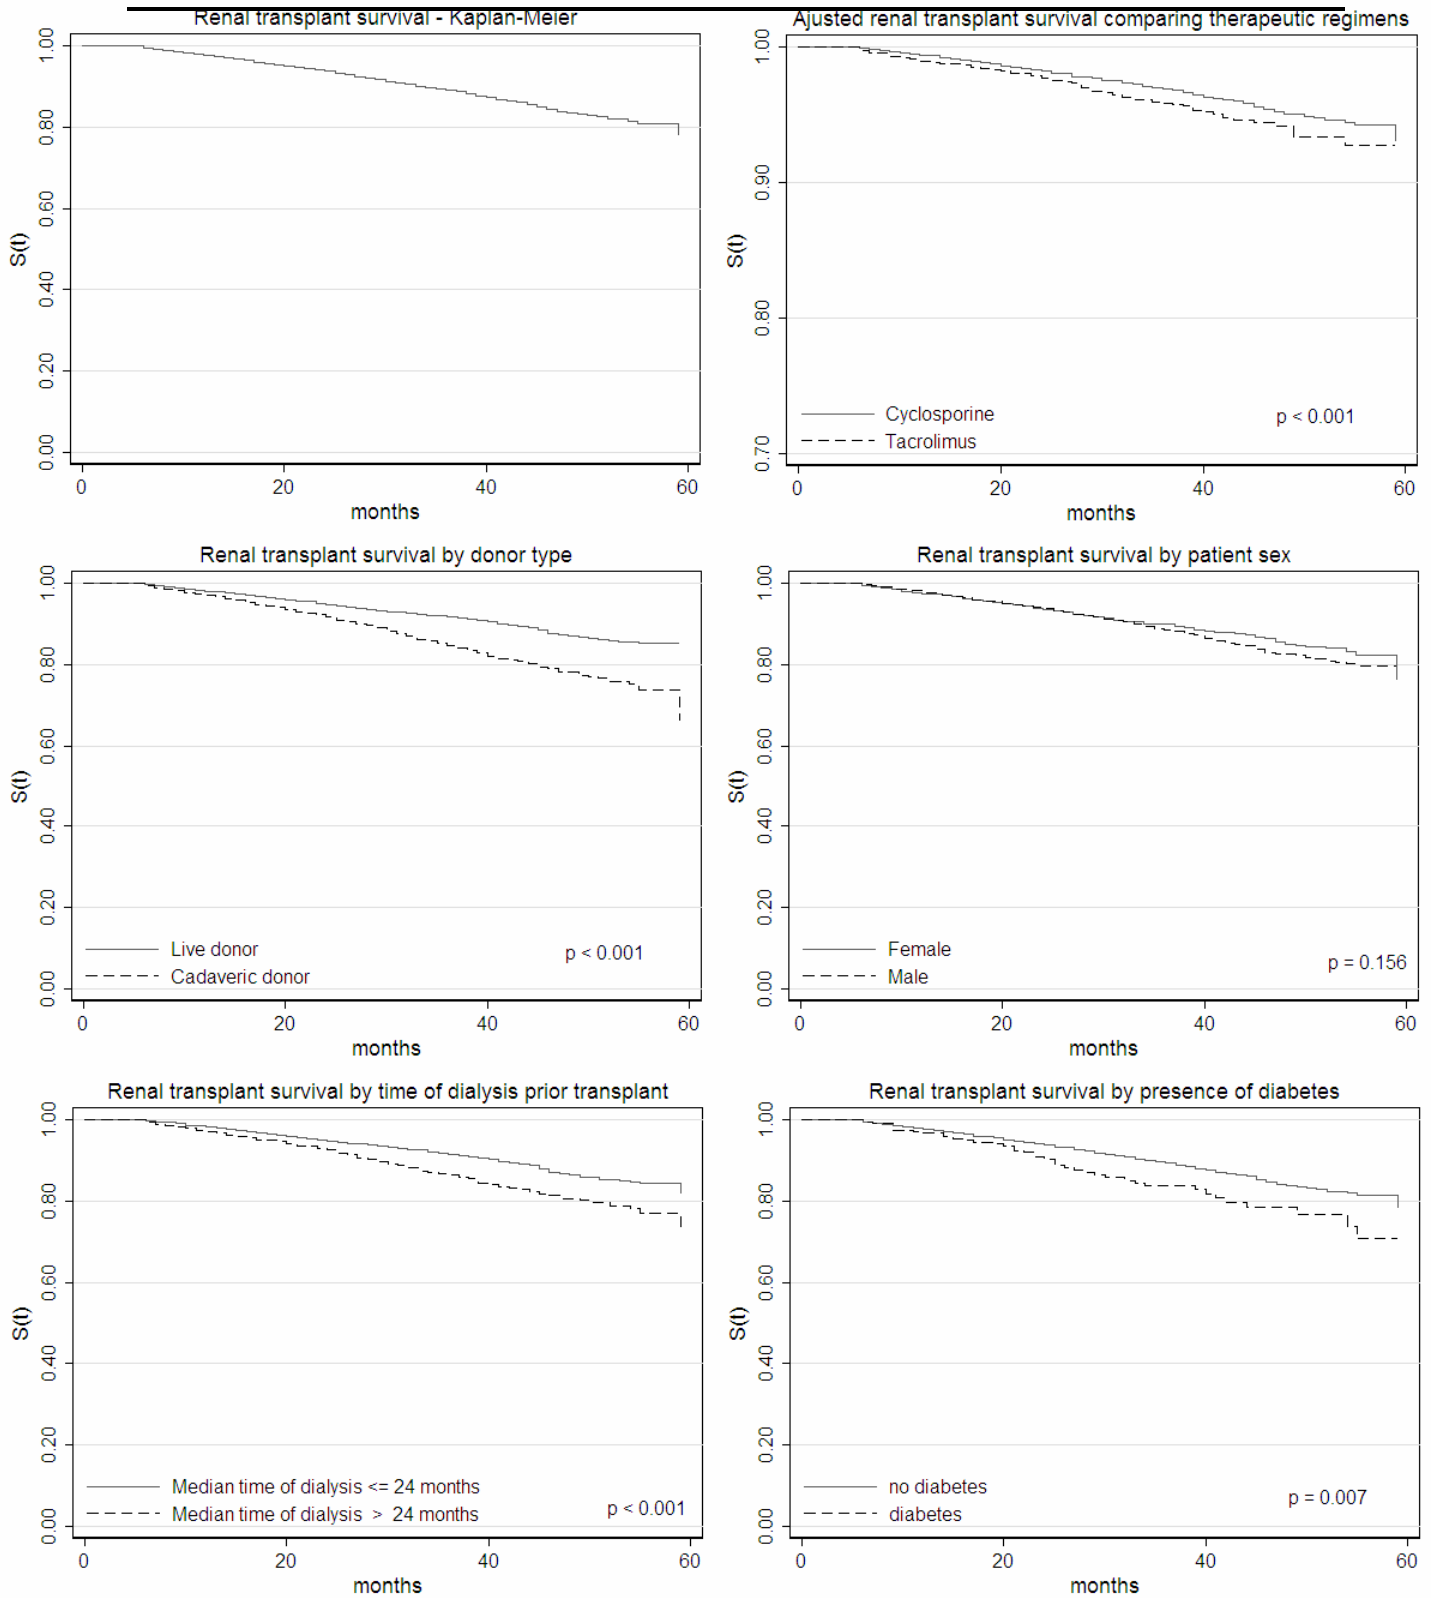 Renal transplant survival - Kaplan-Meier
S(t)
1.00
0.80
0.60
0.40
0.20
0.00
0 20 40 60
months
Ajusted renal transplant survival comparing therapeutic regimens
S(t)
1.00
0.90
0.80
0.70
Cyclosporine
Tacrolimus
p < 0.001
0 20 40 60
months
Renal transplant survival by donor type
S(t)
1.00
0.80
0.60
0.40
0.20
0.00
Live donor
Cadaveric donor
p < 0.001
0 20 40 60
months
Renal transplant survival by patient sex
S(t)
1.00
0.80
0.60
0.40
0.20
0.00
Female
Male
p = 0.156
0 20 40 60
months
Renal transplant survival by time of dialysis prior transplant
S(t)
1.00
0.80
0.60
0.40
0.20
0.00
Median time of dialysis <= 24 months
Median time of dialysis > 24 months
p < 0.001
0 20 40 60
months
Renal transplant survival by presence of diabetes
S(t)
1.00
0.80
0.60
0.40
0.20
0.00
no diabetes
diabetes
p = 0.007
0 20 40 60
months